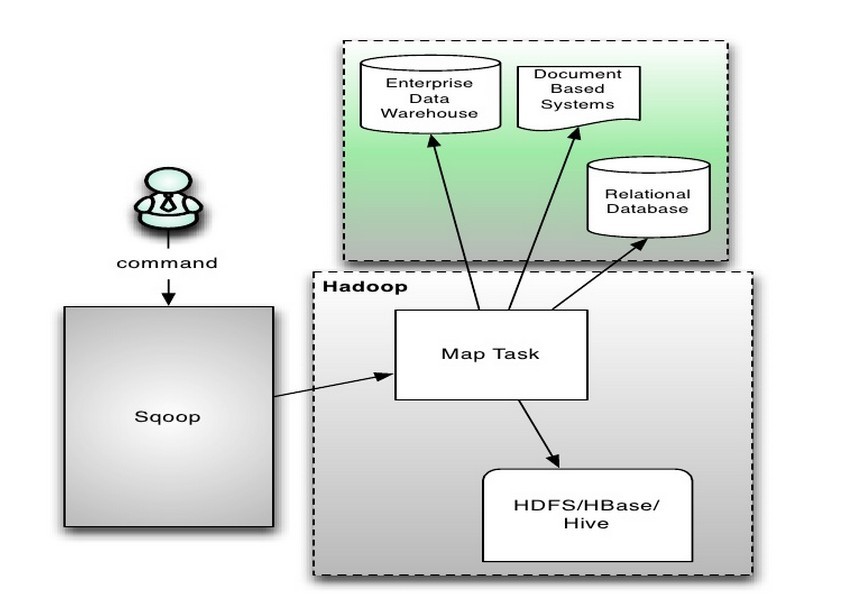 Enterprise
Data
Warehouse
Document
Based
Systems
Relational
Database
command
Hadoop
Map Task
Sqoop
HDFS/HBase/
Hive